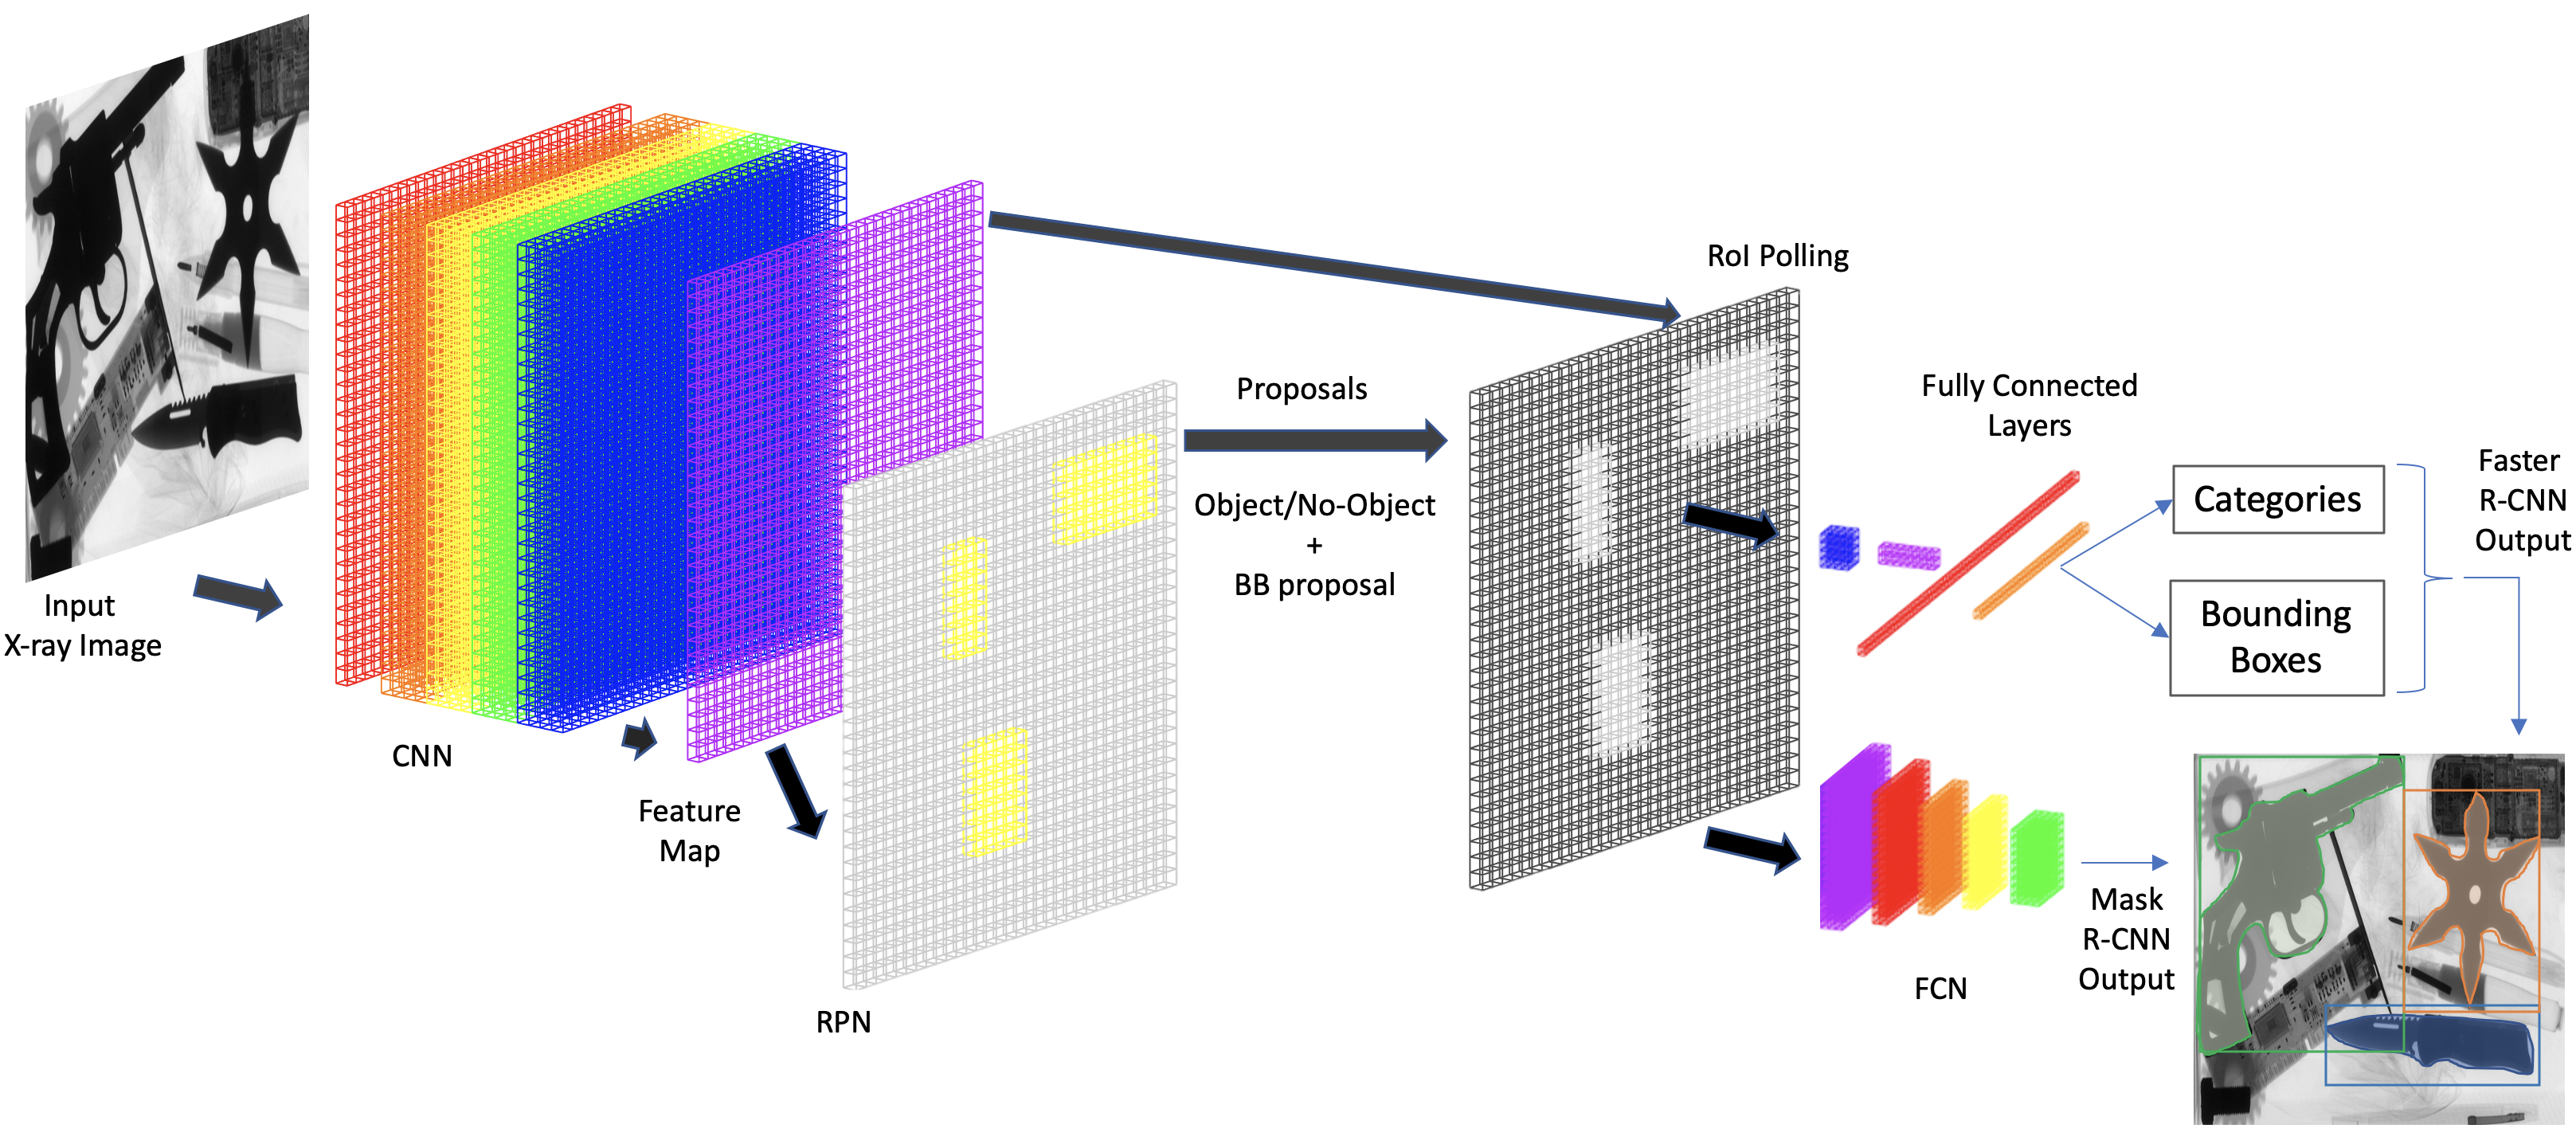 Input
X-ray Image
CNN
Feature
Map
RPN
Proposals
Object/No-Object
+
BB proposal
RoI Polling
Fully Connected
Layers
Categories
Bounding
Boxes
Faster
R-CNN
Output
FCN
Mask
R-CNN
Output